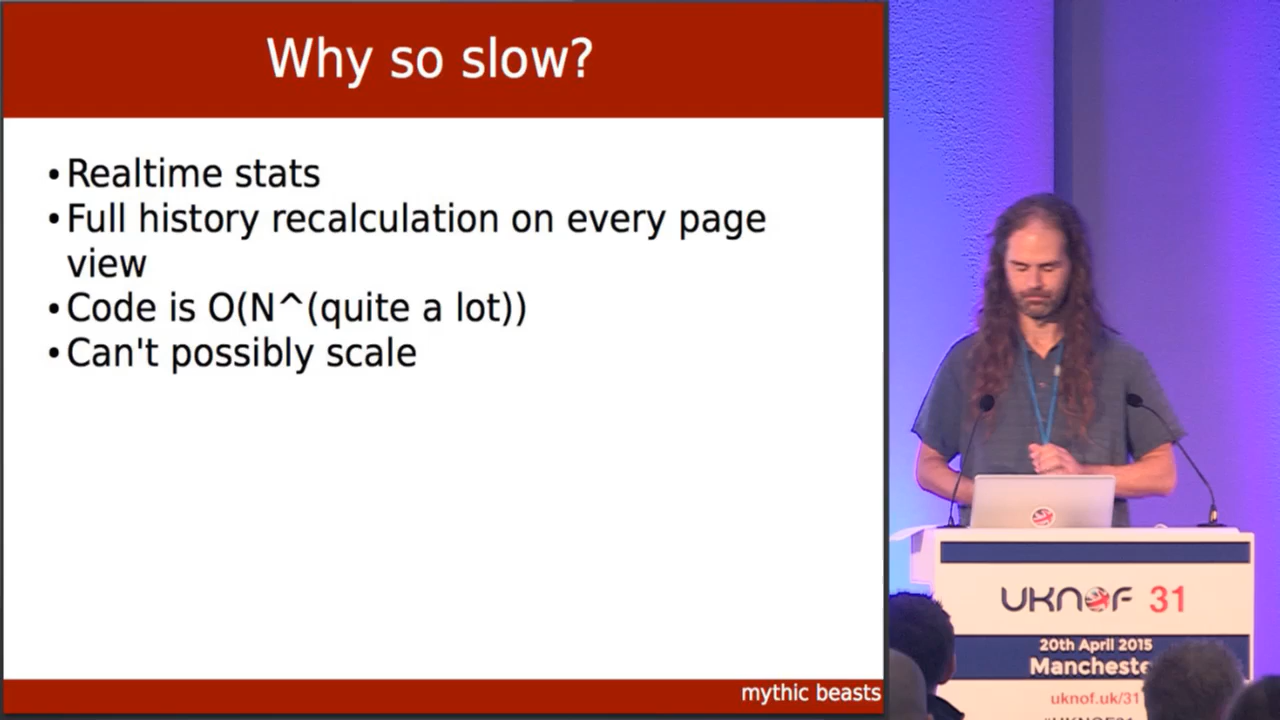 Why so slow?
• Realtime stats
• Full history recalculation on every page
view
• Code is O(N^(quite a lot))
• Can't possibly scale
mythic beasts
UKNOF 31
20th April 2015
Mancheste
uknof.uk/31